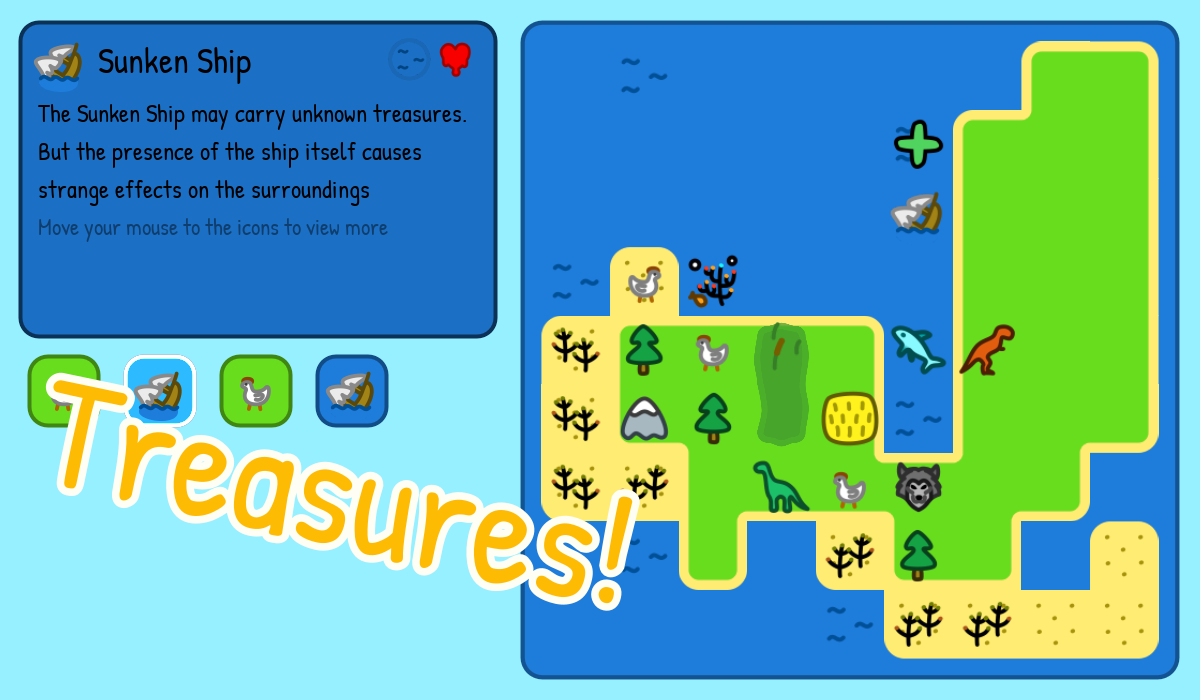 Sunken Ship
The Sunken Ship may carry unknown treasures.
But the presence of the ship itself causes
strange effects on the surroundings
Move your mouse to the icons to view more
Treasures!